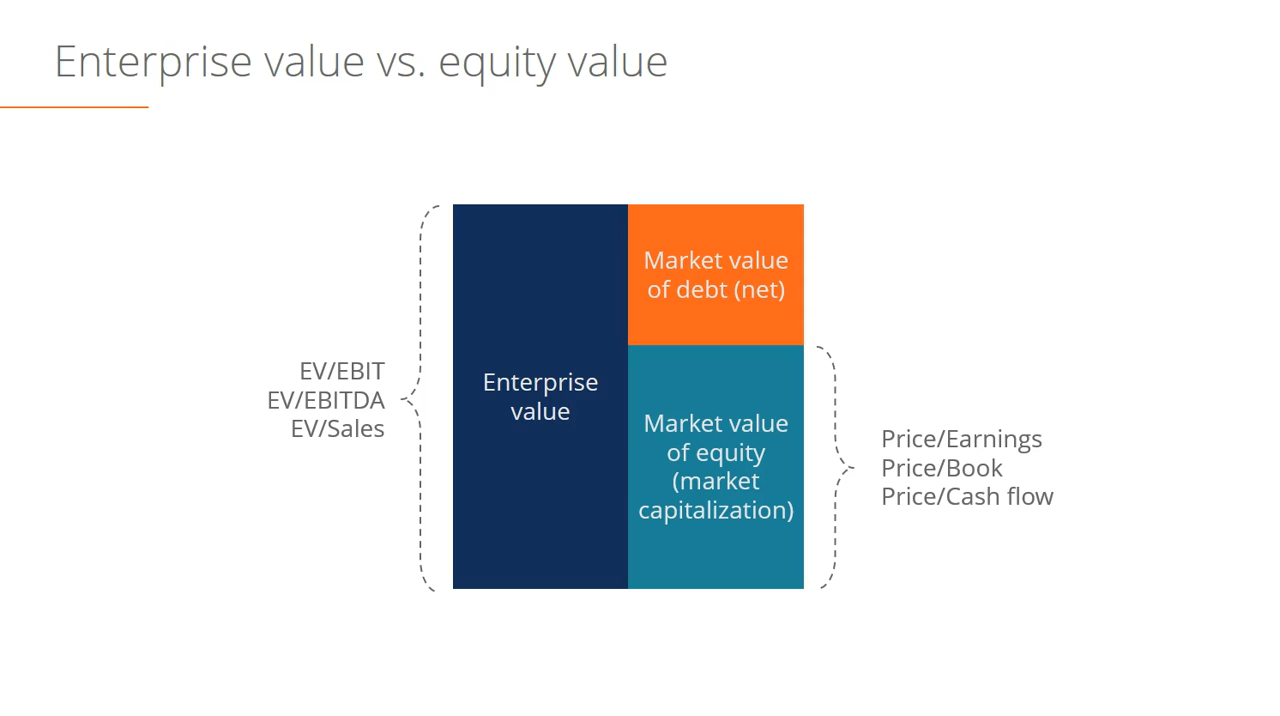 Enterprise value vs. equity value
EV/EBIT
EV/EBITDA
EV/Sales
Enterprise
value
Market value
of debt (net)
Market value
of equity
(market
capitalization)
Price/Earnings
Price/Book
Price/Cash flow